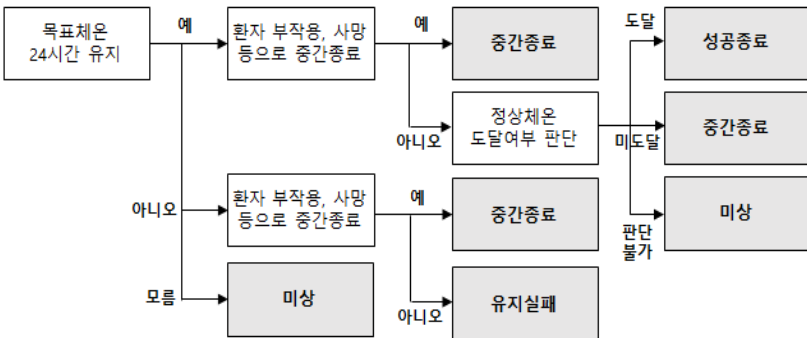 목표체온
24시간 유지
예
환자 부작용, 사망
등으로 중간종료
예
중간종료
도달
성공종료
아니오
정상체온
도달여부 판단
미도달
중간종료
판단
불가
미상
아니오
환자 부작용, 사망
등으로 중간종료
예
중간종료
아니오
유지실패
모름
미상